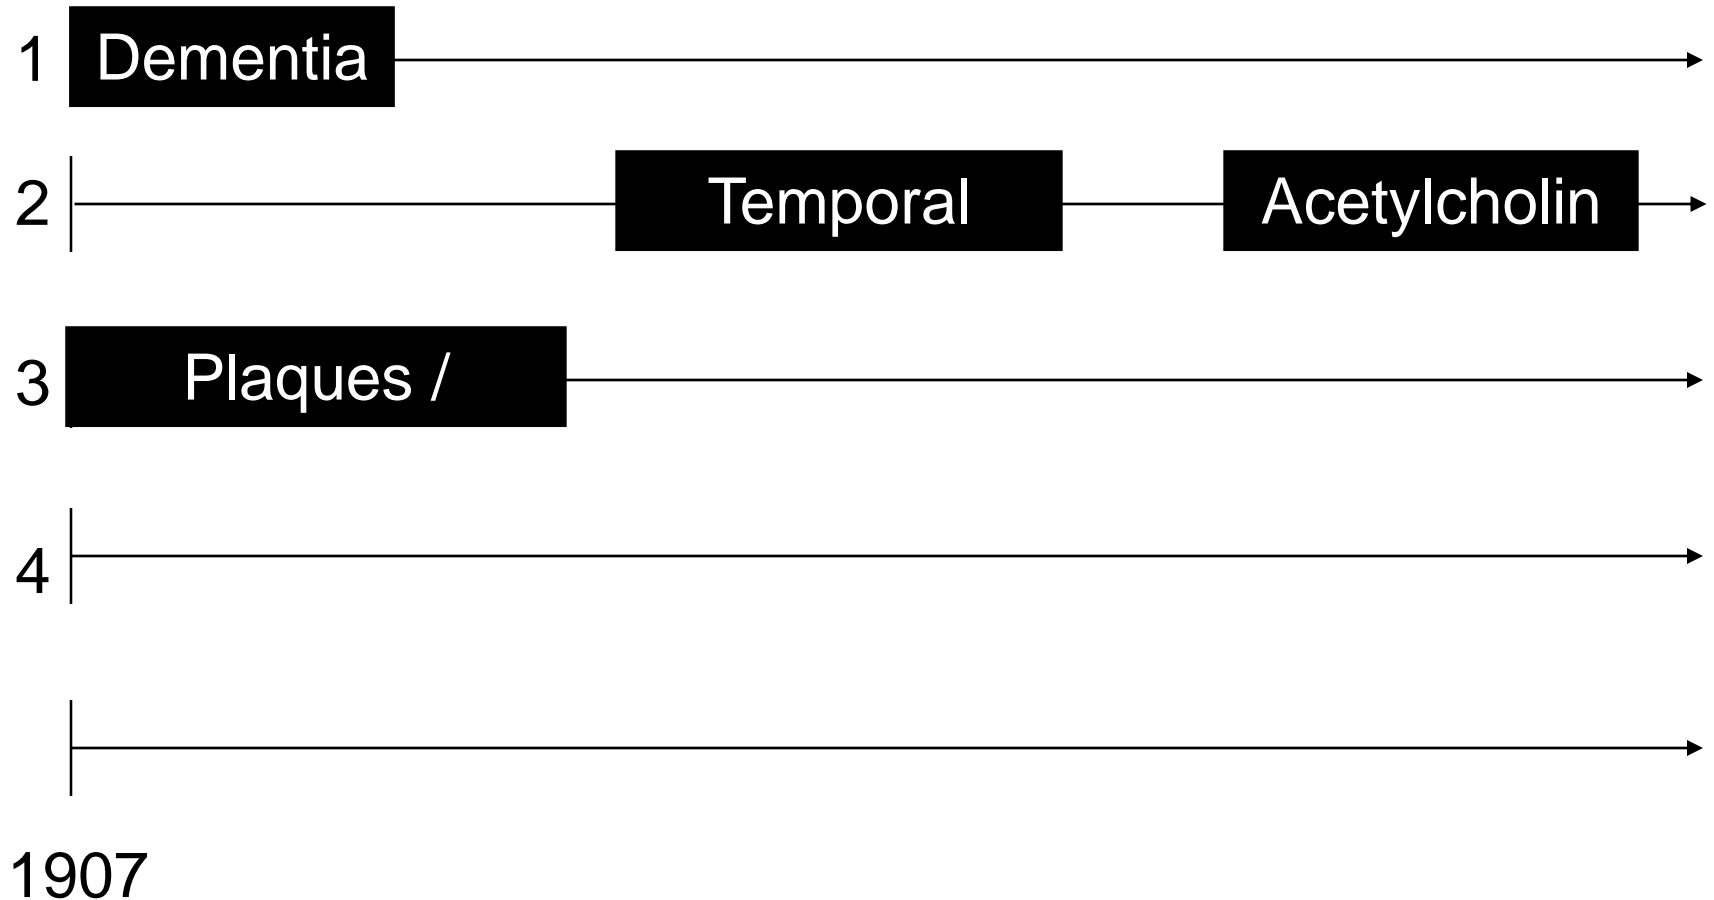 1 Dementia
2 Temporal Acetylcholin
3 Plaques /
4
1907